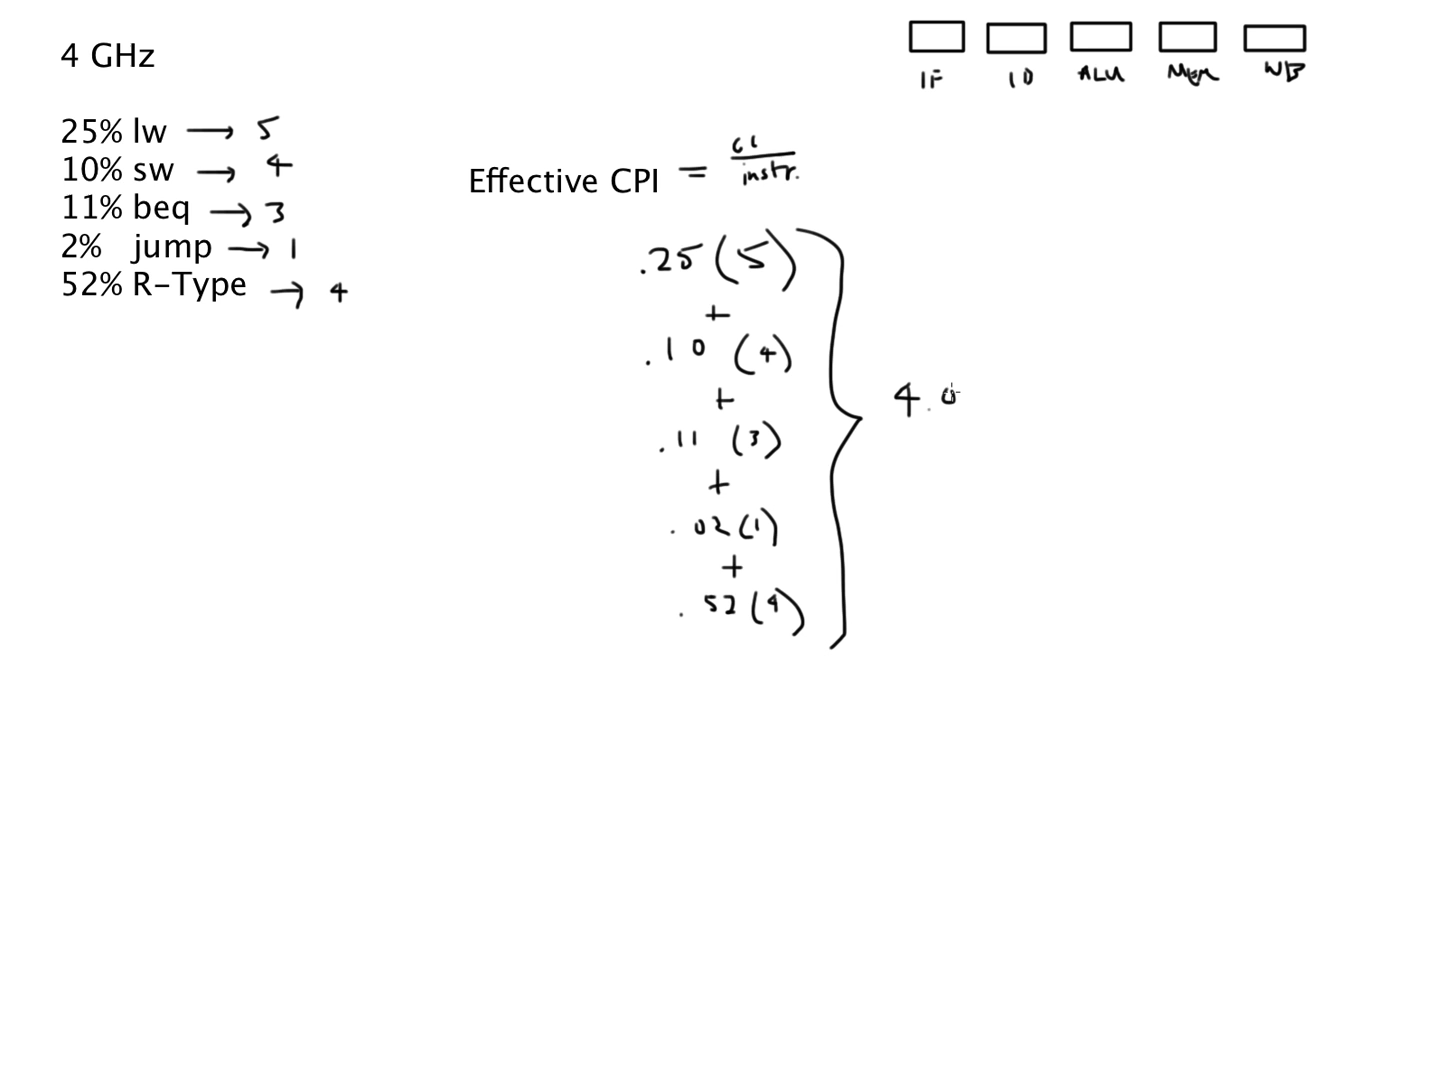 4 GHz
IF ID ALU MEM WB
25% lw → 5
10% sw → 4
11% beq → 3
2% jump → 1
52% R-Type → 4
Effective CPI = CC / instr.
.25 (5)
+
.10 (4)
+
.11 (3)
+
.02 (1)
+
.52 (4)
4.0